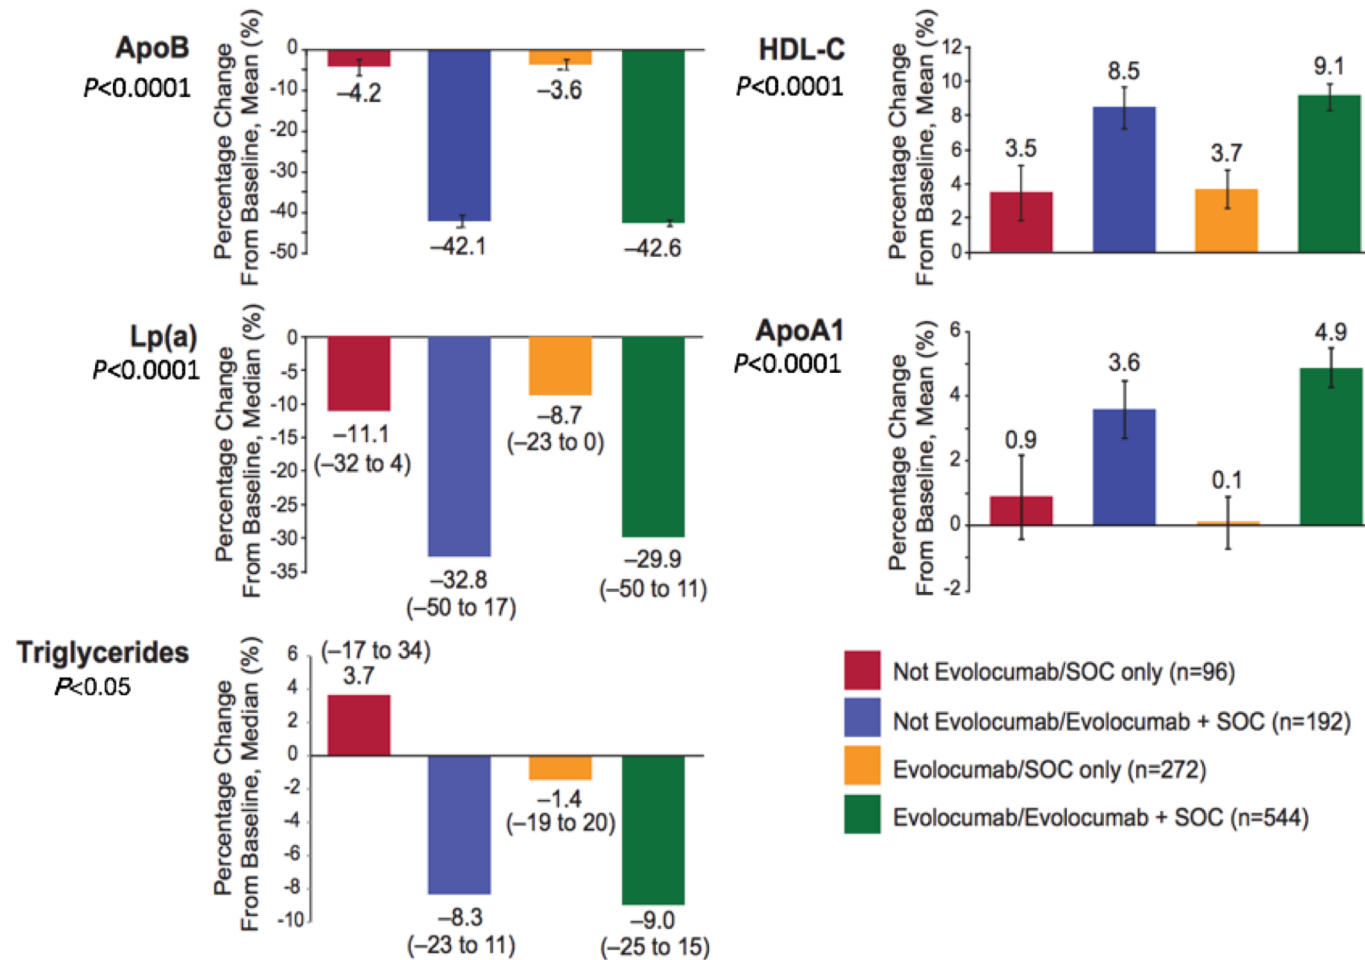 ApoB
P<0.0001
Percentage Change
From Baseline, Mean (%)
0
-10
-20
-30
-40
-50
–4.2
–42.1
–3.6
–42.6
HDL-C
P<0.0001
Percentage Change
From Baseline, Mean (%)
12
10
8
6
4
2
0
3.5
8.5
3.7
9.1
Lp(a)
P<0.0001
Percentage Change
From Baseline, Median (%)
0
-5
-10
-15
-20
-25
-30
-35
–11.1
(–32 to 4)
–32.8
(–50 to 17)
–8.7
(–23 to 0)
–29.9
(–50 to 11)
ApoA1
P<0.0001
Percentage Change
From Baseline, Mean (%)
6
4
2
0
-2
0.9
3.6
0.1
4.9
Triglycerides
P<0.05
Percentage Change
From Baseline, Median (%)
6
4
2
0
-2
-4
-6
-8
-10
(–17 to 34)
3.7
–8.3
(–23 to 11)
–1.4
(–19 to 20)
–9.0
(–25 to 15)
Not Evolocumab/SOC only (n=96)
Not Evolocumab/Evolocumab + SOC (n=192)
Evolocumab/SOC only (n=272)
Evolocumab/Evolocumab + SOC (n=544)